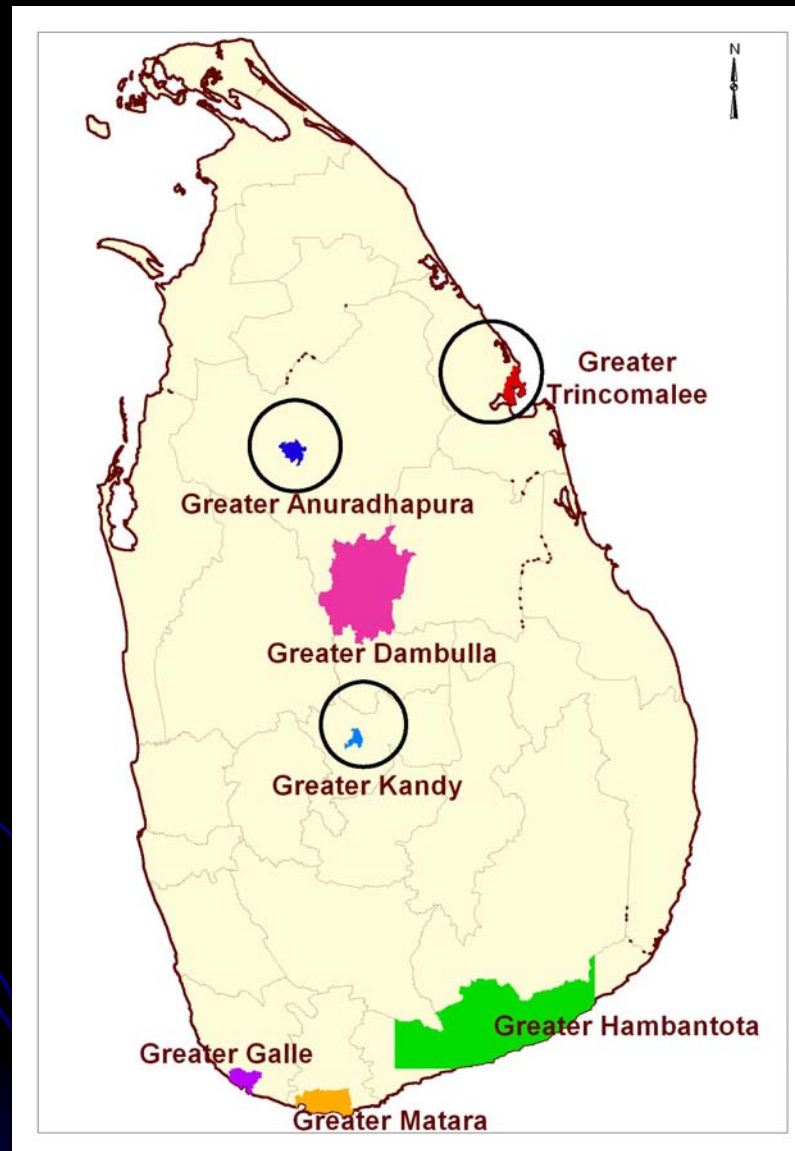 N
Greater
Trincomalee
Greater Anuradhapura
Greater Dambulla
Greater Kandy
Greater Hambantota
Greater Galle
Greater Matara